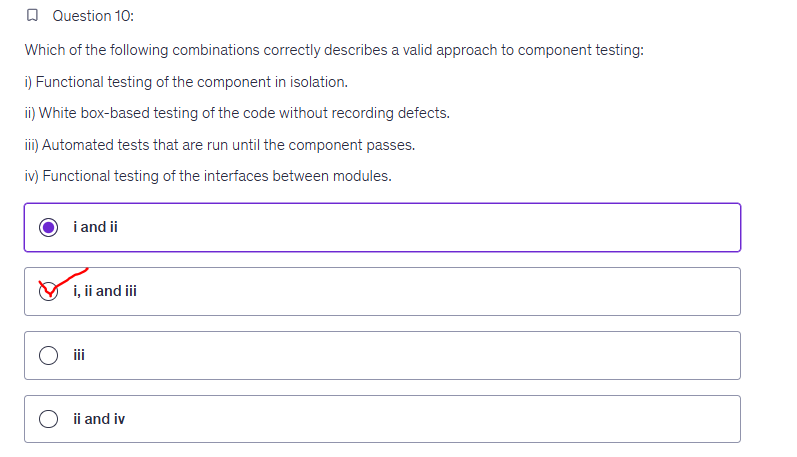 Question 10:
Which of the following combinations correctly describes a valid approach to component testing:
i) Functional testing of the component in isolation.
ii) White box-based testing of the code without recording defects.
iii) Automated tests that are run until the component passes.
iv) Functional testing of the interfaces between modules.
i and ii
i, ii and iii
iii
ii and iv